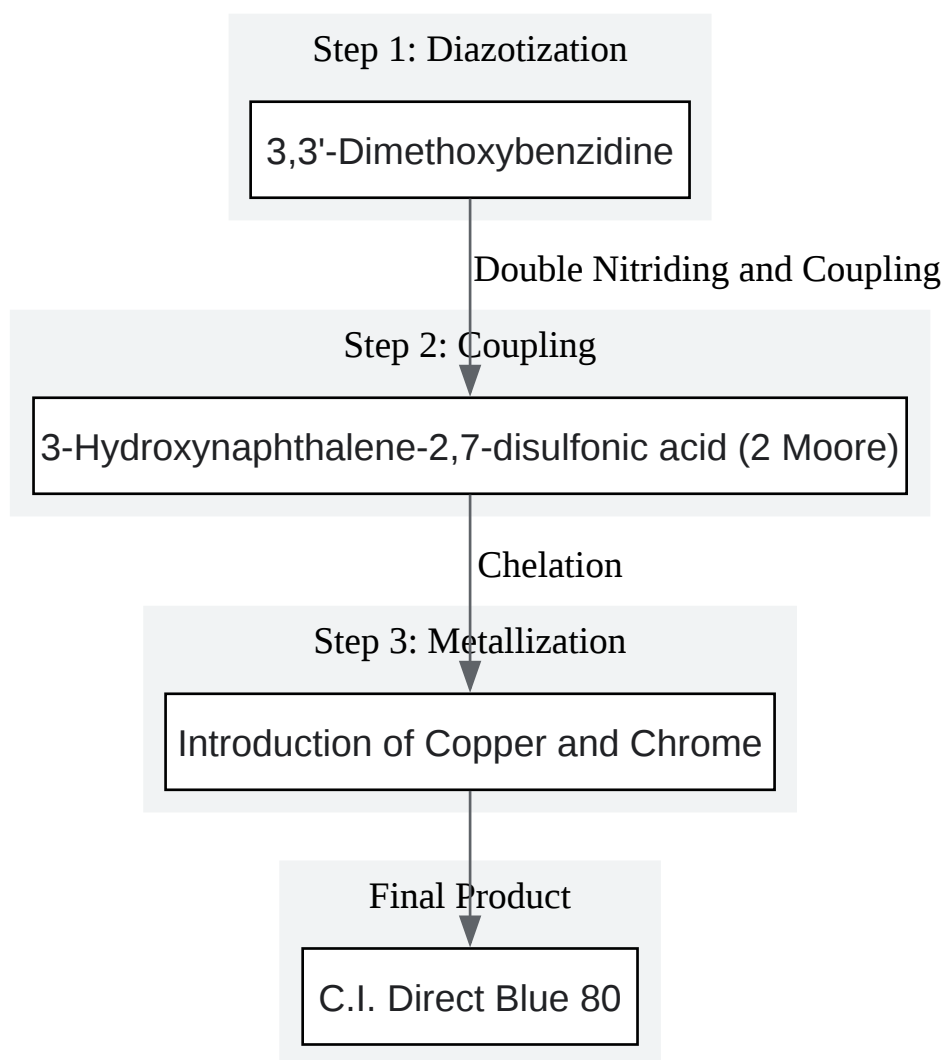 Step 1: Diazotization
3,3'-Dimethoxybenzidine
Double Nitriding and Coupling
Step 2: Coupling
3-Hydroxynaphthalene-2,7-disulfonic acid (2 Moore)
Chelation
Step 3: Metallization
Introduction of Copper and Chrome
Final Product
C.I. Direct Blue 80